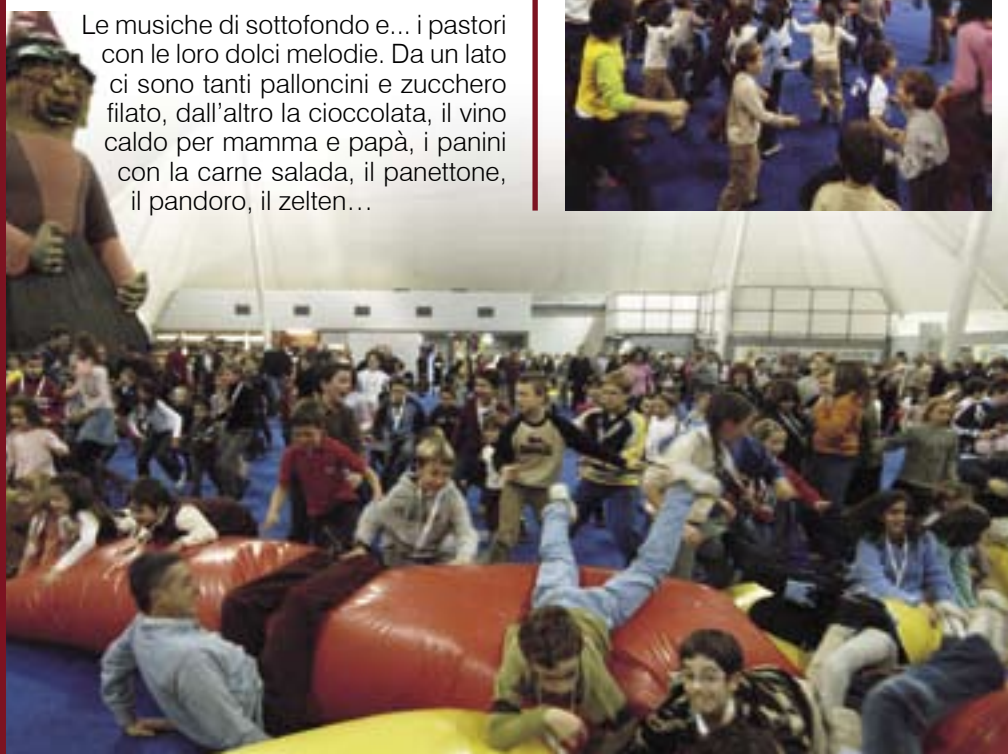 Le musiche di sottofondo e... i pastori
con le loro dolci melodie. Da un lato
ci sono tanti palloncini e zucchero
filato, dall'altro la cioccolata, il vino
caldo per mamma e papà, i panini
con la carne salada, il panettone,
il pandoro, il zelten…